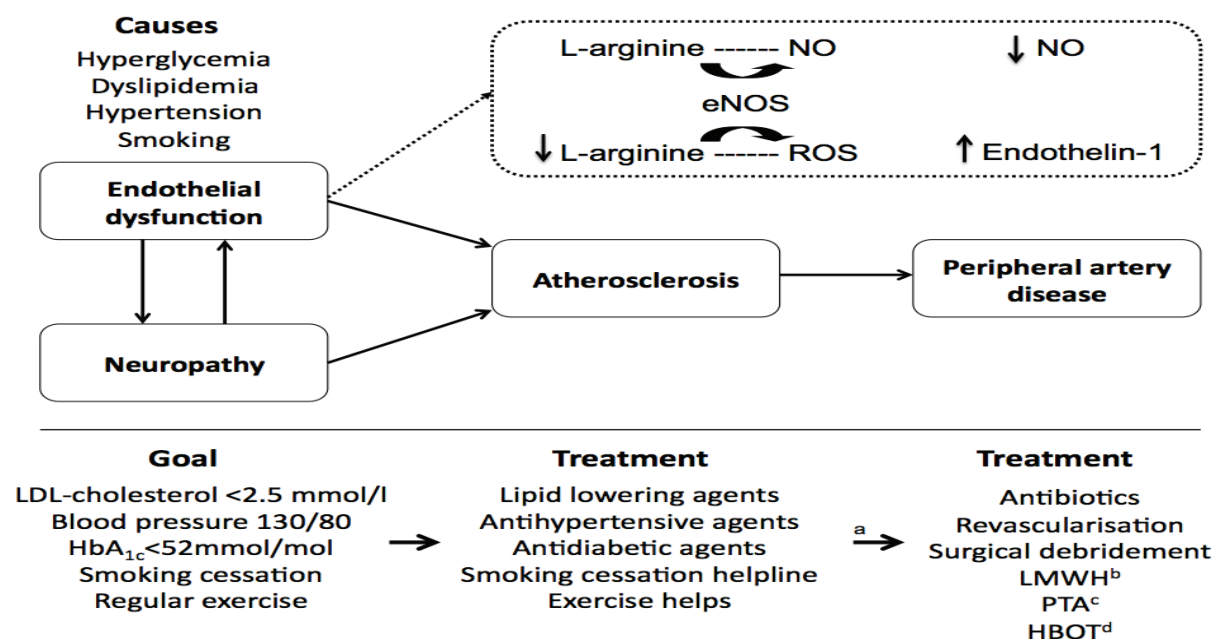 Causes
Hyperglycemia
Dyslipidemia
Hypertension
Smoking
L-arginine ------ NO
↓ NO
eNOS
↓ L-arginine ------ ROS
↑ Endothelin-1
Endothelial
dysfunction
Atherosclerosis
Peripheral artery
disease
Neuropathy
Goal
LDL-cholesterol <2.5 mmol/l
Blood pressure 130/80
HbA1c<52mmol/mol
Smoking cessation
Regular exercise
Treatment
Lipid lowering agents
Antihypertensive agents
Antidiabetic agents
Smoking cessation helpline
Exercise helps
a
Treatment
Antibiotics
Revascularisation
Surgical debridement
LMWHb
PTAc
HBOTd